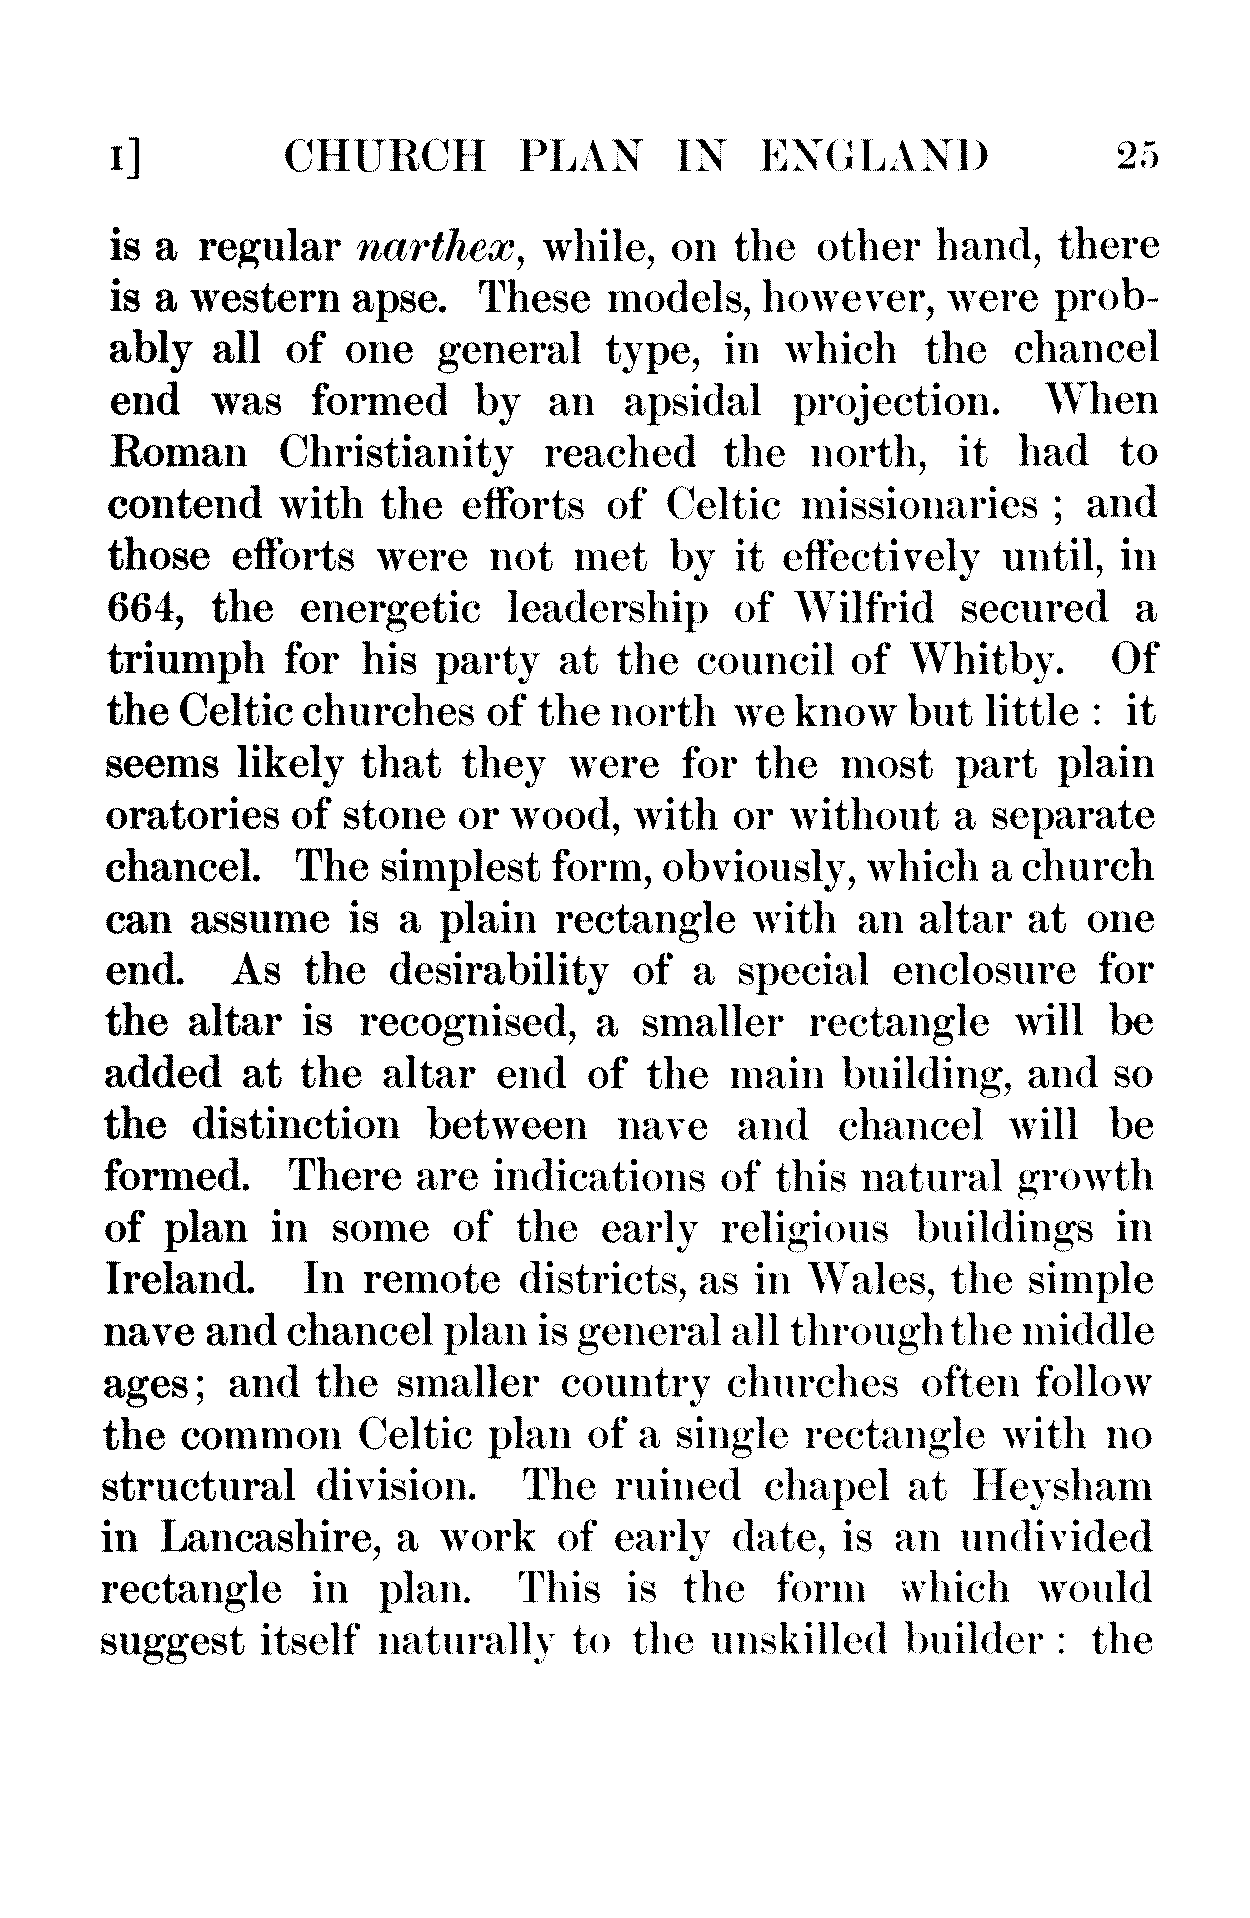 I] CHURCH PLAN IN ENGLAND 25
is a regular narthex, while, on the other hand, there
is a western apse. These models, however, were prob-
ably all of one general type, in which the chancel
end was formed by an apsidal projection. When
Roman Christianity reached the north, it had to
contend with the efforts of Celtic missionaries ; and
those efforts were not met by it effectively until, in
664, the energetic leadership of Wilfrid secured a
triumph for his party at the council of Whitby. Of
the Celtic churches of the north we know but little : it
seems likely that they were for the most part plain
oratories of stone or wood, with or without a separate
chancel. The simplest form, obviously, which a church
can assume is a plain rectangle with an altar at one
end. As the desirability of a special enclosure for
the altar is recognised, a smaller rectangle will be
added at the altar end of the main building, and so
the distinction between nave and chancel will be
formed. There are indications of this natural growth
of plan in some of the early religious buildings in
Ireland. In remote districts, as in Wales, the simple
nave and chancel plan is general all through the middle
ages; and the smaller country churches often follow
the common Celtic plan of a single rectangle with no
structural division. The ruined chapel at Heysham
in Lancashire, a work of early date, is an undivided
rectangle in plan. This is the form which would
suggest itself naturally to the unskilled builder : the